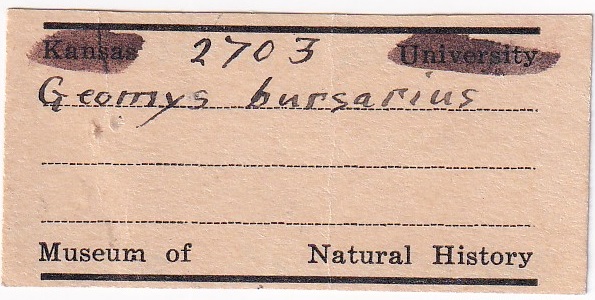 Kansas 2703 University
Geomys bursarius
Museum of Natural History